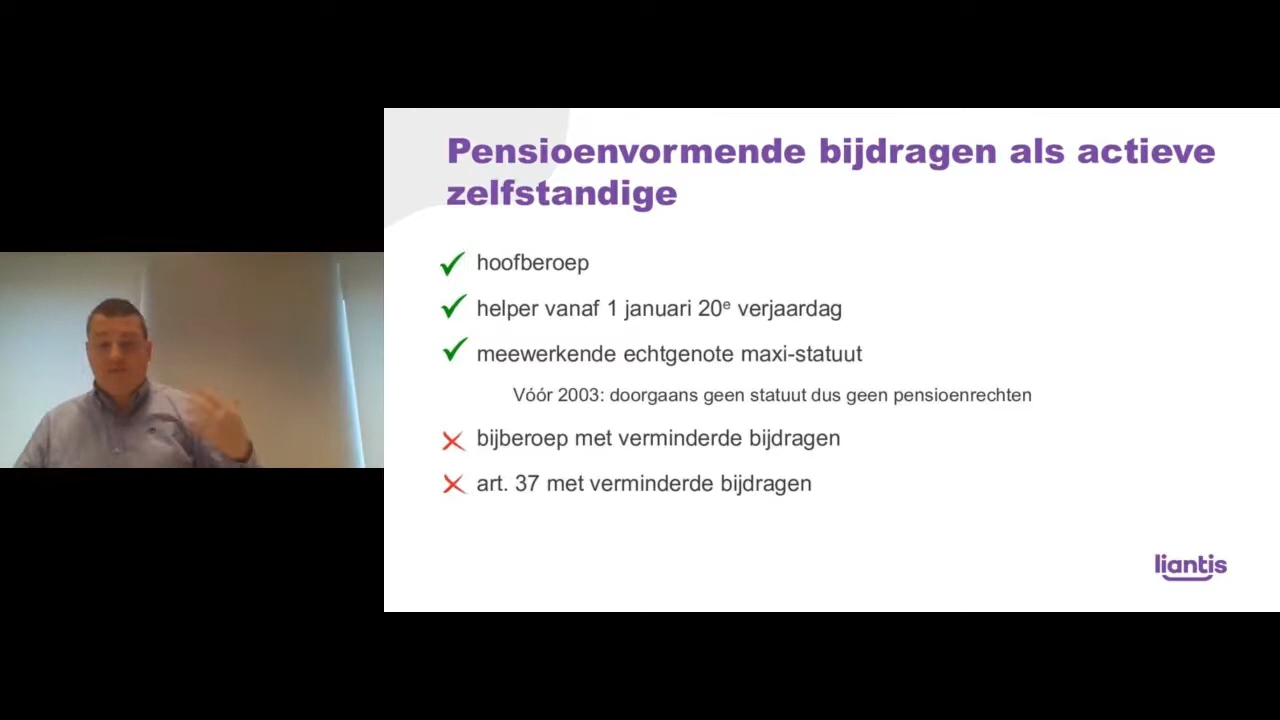 Pensioenvormende bijdragen als actieve
zelfstandige
hoofberoep
helper vanaf 1 januari 20e verjaardag
meewerkende echtgenote maxi-statuut
Vóór 2003: doorgaans geen statuut dus geen pensioenrechten
bijberoep met verminderde bijdragen
art. 37 met verminderde bijdragen
liantis